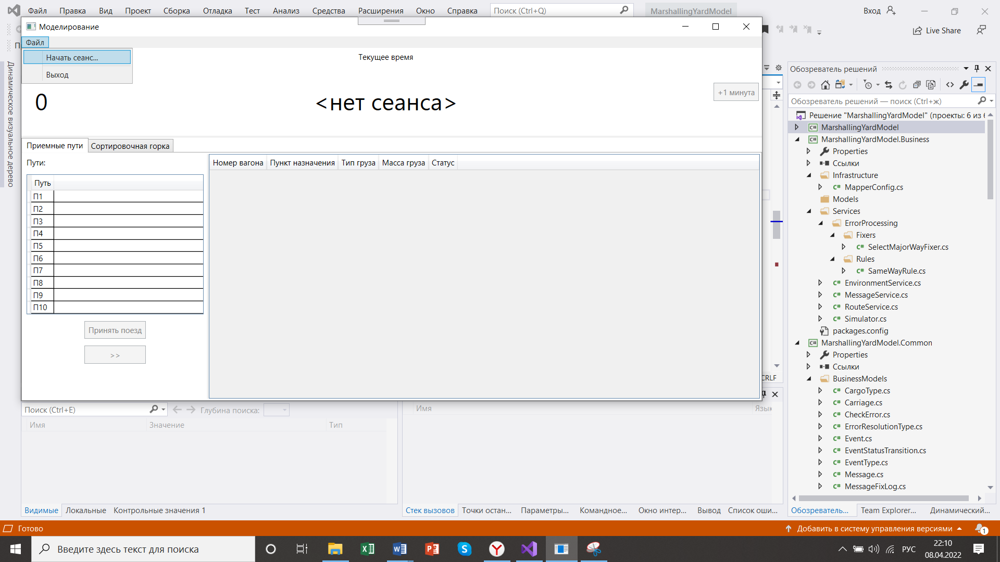 Файл Правка Вид Проект Сборка Отладка Тест Анализ Средства Расширения Окно Справка Поиск (Ctrl+Q) MarshallingYardModel Вход
Live Share
Моделирование
Файл
Начать сеанс...
Выход
Текущее время
0
<нет сеанса>
+1 минута
Приемные пути Сортировочная горка
Пути:
Путь
П1
П2
П3
П4
П5
П6
П7
П8
П9
П10
Принять поезд
>>
Номер вагона Пункт назначения Тип груза Масса груза Статус
Динамическое визуальное дерево
CRLF
Обозреватель решений
Обозреватель решений — поиск (Ctrl+ж)
Решение "MarshallingYardModel" (проекты: 6 из 6
MarshallingYardModel
MarshallingYardModel.Business
Properties
Ссылки
Infrastructure
C# MapperConfig.cs
Models
Services
ErrorProcessing
Fixers
C# SelectMajorWayFixer.cs
Rules
C# SameWayRule.cs
C# EnvironmentService.cs
C# MessageService.cs
C# RouteService.cs
C# Simulator.cs
packages.config
MarshallingYardModel.Common
Properties
Ссылки
BusinessModels
C# CargoType.cs
C# Carriage.cs
C# CheckError.cs
C# ErrorResolutionType.cs
C# Event.cs
C# EventStatusTransition.cs
C# EventType.cs
C# Message.cs
C# MessageFixLog.cs
Поиск (Ctrl+E) Глубина поиска:
Имя Значение Тип
Имя Язык
Видимые Локальные Контрольные значения 1
Стек вызовов Точки остан... Параметры... Командное... Окно интер... Вывод Список оши...
Обозреватель... Team Explorer... Динамический...
Готово
Добавить в систему управления версиями
1
Введите здесь текст для поиска
РУС
22:10
08.04.2022